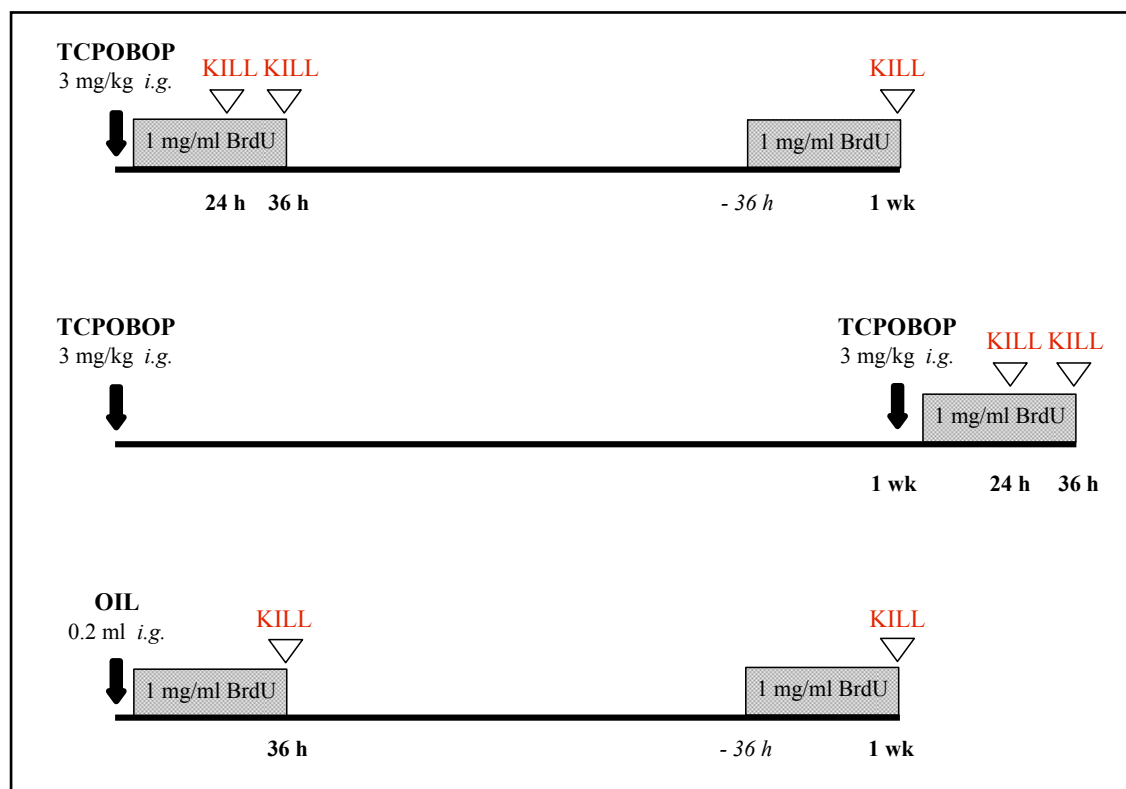 TCPOBOP
3 mg/kg i.g.
KILL KILL
KILL
1 mg/ml BrdU
1 mg/ml BrdU
24 h 36 h
- 36 h
1 wk
TCPOBOP
3 mg/kg i.g.
TCPOBOP
3 mg/kg i.g.
KILL KILL
1 mg/ml BrdU
1 wk
24 h
36 h
OIL
0.2 ml i.g.
KILL
KILL
1 mg/ml BrdU
1 mg/ml BrdU
36 h
- 36 h
1 wk